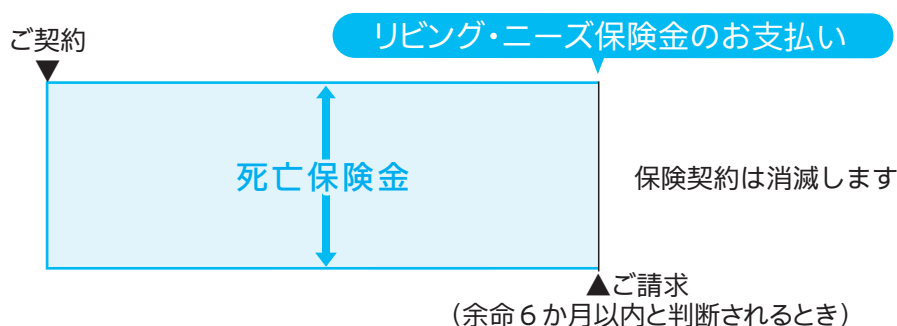 ご契約
▼
リビング・ニーズ保険金のお支払い
死亡保険金
保険契約は消滅します
▲ご請求
（余命6か月以内と判断されるとき）